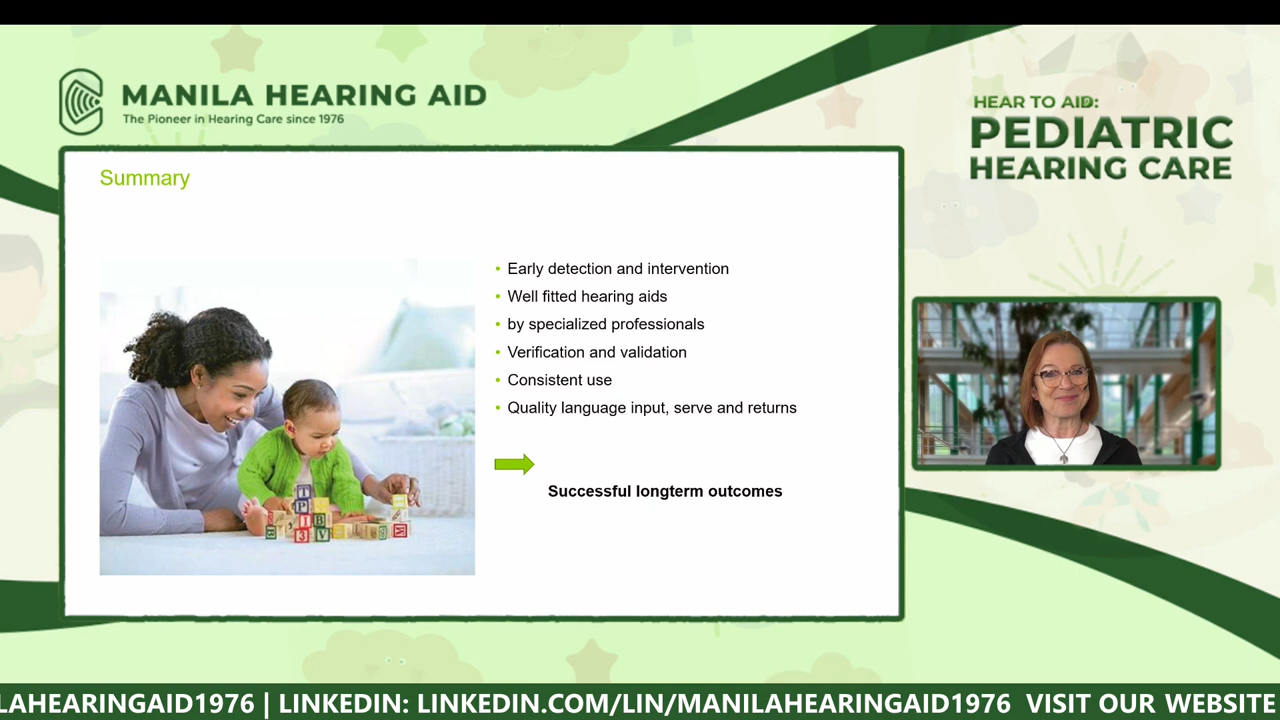 MANILA HEARING AID
The Pioneer in Hearing Care since 1976
HEAR TO AID:
PEDIATRIC
HEARING CARE
Summary
• Early detection and intervention
• Well fitted hearing aids
• by specialized professionals
• Verification and validation
• Consistent use
• Quality language input, serve and returns
Successful longterm outcomes
LAHEARINGAID1976 | LINKEDIN: LINKEDIN.COM/LIN/MANILAHEARINGAID1976 VISIT OUR WEBSITE